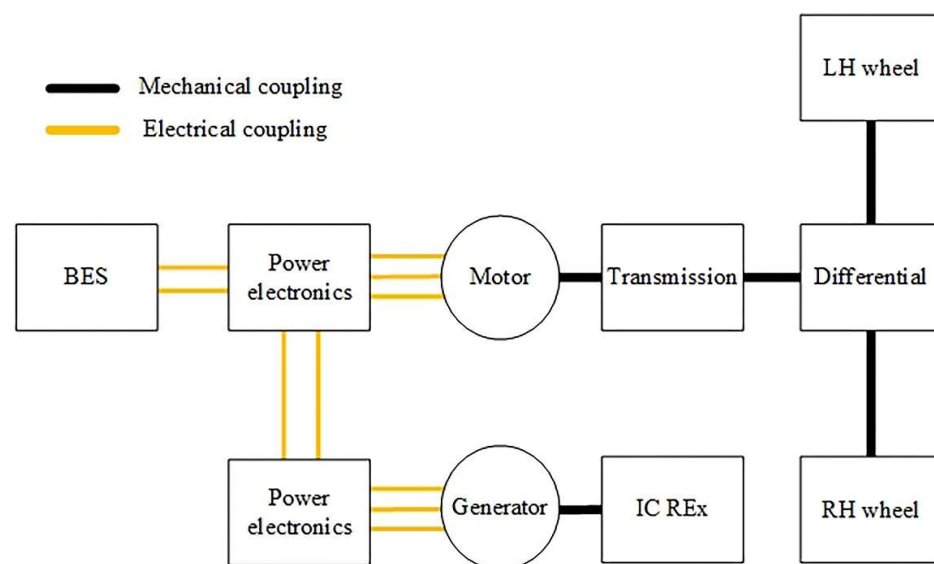 LH wheel
Mechanical coupling
Electrical coupling
BES
Power
electronics
Motor
Transmission
Differential
Power
electronics
Generator
IC REx
RH wheel